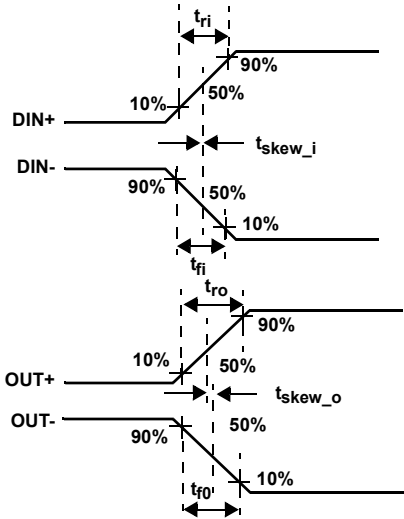 tri
90%
10%
50%
DIN+
tskew_i
DIN-
90%
50%
10%
tfi
tro
90%
10%
50%
OUT+
tskew_o
OUT-
90%
50%
10%
tf0